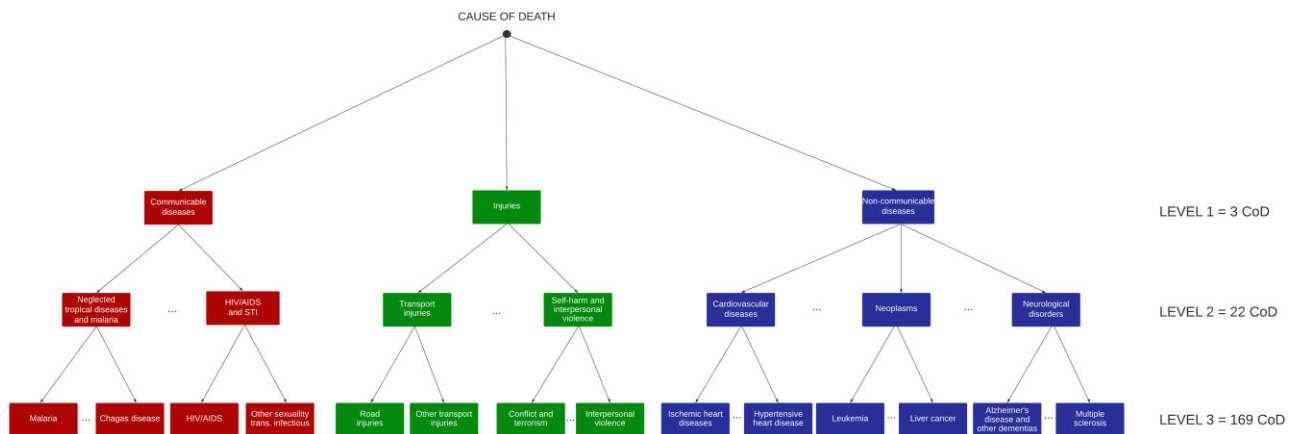 CAUSE OF DEATH
Communicable
diseases
Injuries
Non-communicable
diseases
LEVEL 1 = 3 CoD
Neglected
tropical diseases
and malaria
...
HIV/AIDS
and STI
Transport
injuries
...
Self-harm and
interpersonal
violence
Cardiovascular
diseases
...
Neoplasms
...
Neurological
disorders
LEVEL 2 = 22 CoD
Malaria
...
Chagas disease
HIV/AIDS
Other sexuallity
trans. infectious
Road
injuries
Other transport
injuries
Conflict and
terrorism
...
Interpersonal
violence
Ischemic heart
diseases
...
Hypertensive
heart disease
Leukemia
...
Liver cancer
Alzheimer's
disease and
other dementias
...
Multiple
sclerosis
LEVEL 3 = 169 CoD